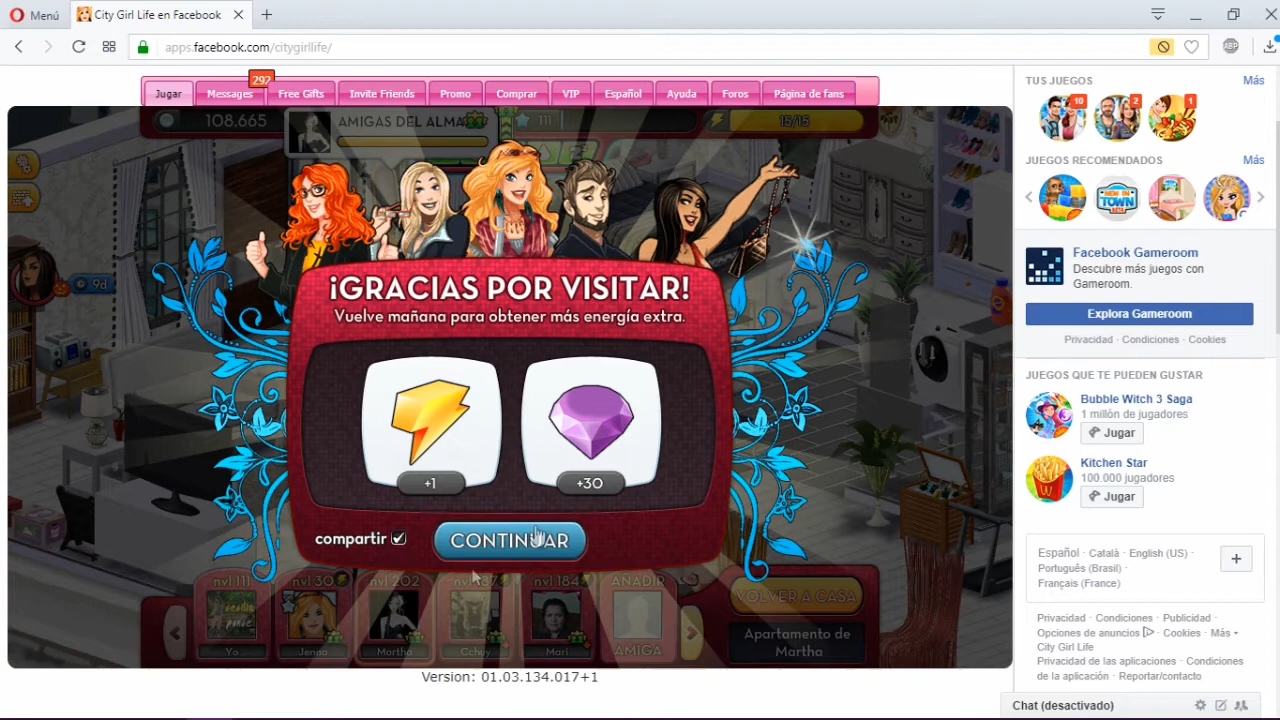 Menú
City Girl Life en Facebook
apps.facebook.com/citygirllife/
ABP
292
Jugar
Messages
Free Gifts
Invite Friends
Promo
Comprar
VIP
Español
Ayuda
Foros
Página de fans
108.665
AMIGAS DEL ALMA
111
15/15
9d
¡GRACIAS POR VISITAR!
Vuelve mañana para obtener más energía extra.
+1
+30
compartir
CONTINUAR
nvl 111
nvl 30
nvl 202
nvl 184
AÑADIR
Yo
Jenna
Martha
Cchuy
Mari
AMIGA
VOLVER A CASA
Apartamento de
Martha
Version: 01.03.134.017+1
TUS JUEGOS
Más
10
2
1
JUEGOS RECOMENDADOS
Más
NEW IN
TOWN
Facebook Gameroom
Descubre más juegos con
Gameroom.
Explora Gameroom
Privacidad · Condiciones · Cookies
JUEGOS QUE TE PUEDEN GUSTAR
Bubble Witch 3 Saga
1 millón de jugadores
Jugar
Kitchen Star
100.000 jugadores
Jugar
Español · Català · English (US) ·
Português (Brasil) ·
Français (France)
Privacidad · Condiciones · Publicidad ·
Opciones de anuncios · Cookies · Más
City Girl Life
Privacidad de las aplicaciones · Condiciones
de la aplicación · Reportar/contacto
Chat (desactivado)